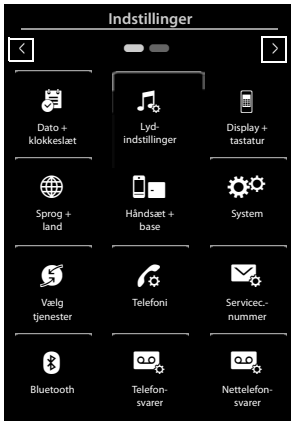 Indstillinger
Dato +
klokkeslæt
Lyd-
indstillinger
Display +
tastatur
Sprog +
land
Håndsæt +
base
System
Vælg
tjenester
Telefoni
Servicec.-
nummer
Bluetooth
Telefon-
svarer
Nettelefon-
svarer